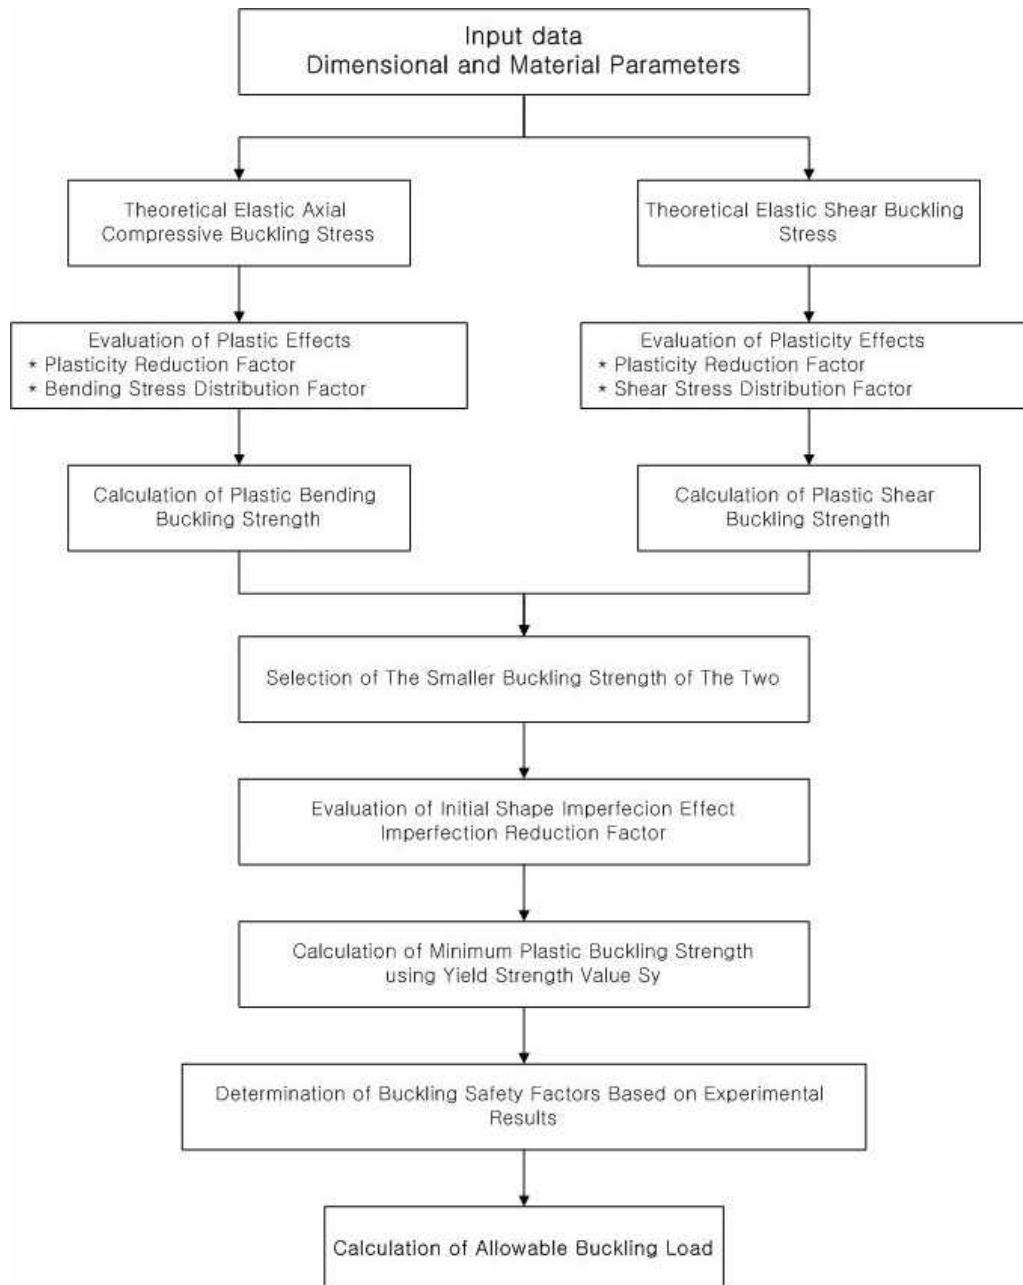 Input data
Dimensional and Material Parameters
Theoretical Elastic Axial
Compressive Buckling Stress
Theoretical Elastic Shear Buckling
Stress
Evaluation of Plastic Effects
* Plasticity Reduction Factor
* Bending Stress Distribution Factor
Evaluation of Plasticity Effects
* Plasticity Reduction Factor
* Shear Stress Distribution Factor
Calculation of Plastic Bending
Buckling Strength
Calculation of Plastic Shear
Buckling Strength
Selection of The Smaller Buckling Strength of The Two
Evaluation of Initial Shape Imperfecion Effect
Imperfection Reduction Factor
Calculation of Minimum Plastic Buckling Strength
using Yield Strength Value Sy
Determination of Buckling Safety Factors Based on Experimental
Results
Calculation of Allowable Buckling Load